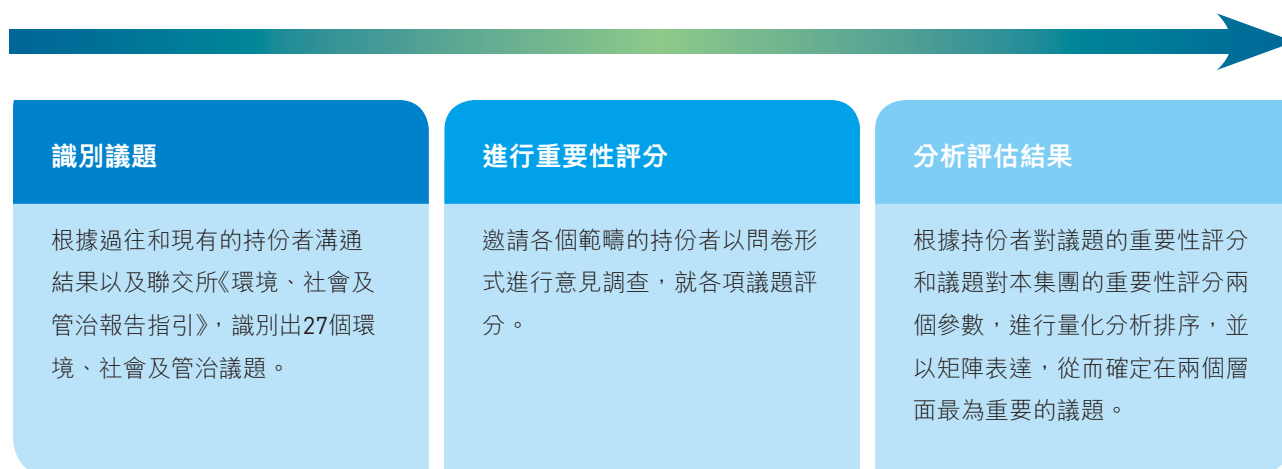 識別議題
根據過往和現有的持份者溝通
結果以及聯交所《環境、社會及
管治報告指引》，識別出27個環
境、社會及管治議題。
進行重要性評分
邀請各個範疇的持份者以問卷形
式進行意見調查，就各項議題評
分。
分析評估結果
根據持份者對議題的重要性評分
和議題對本集團的重要性評分兩
個參數，進行量化分析排序，並
以矩陣表達，從而確定在兩個層
面最為重要的議題。